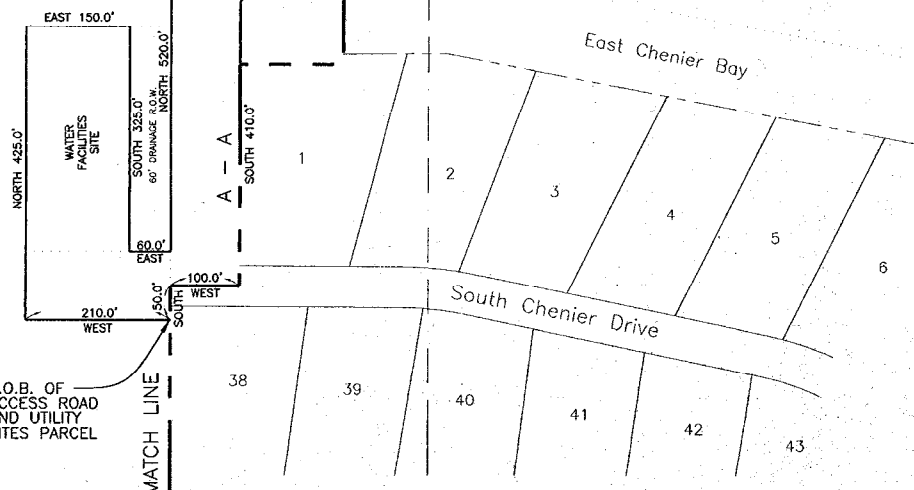 EAST 150.0'
NORTH 425.0'
WATER
FACILITIES
SITE
SOUTH 325.0'
60' DRAINAGE R.O.W.
NORTH 520.0'
A - A
SOUTH 410.0'
East Chenier Bay
1
2
3
4
5
6
60.0'
EAST
100.0'
WEST
50.0'
SOUTH
210.0'
WEST
South Chenier Drive
38
39
40
41
42
43
.O.B. OF
CCESS ROAD
ND UTILITY
ITES PARCEL
MATCH LINE